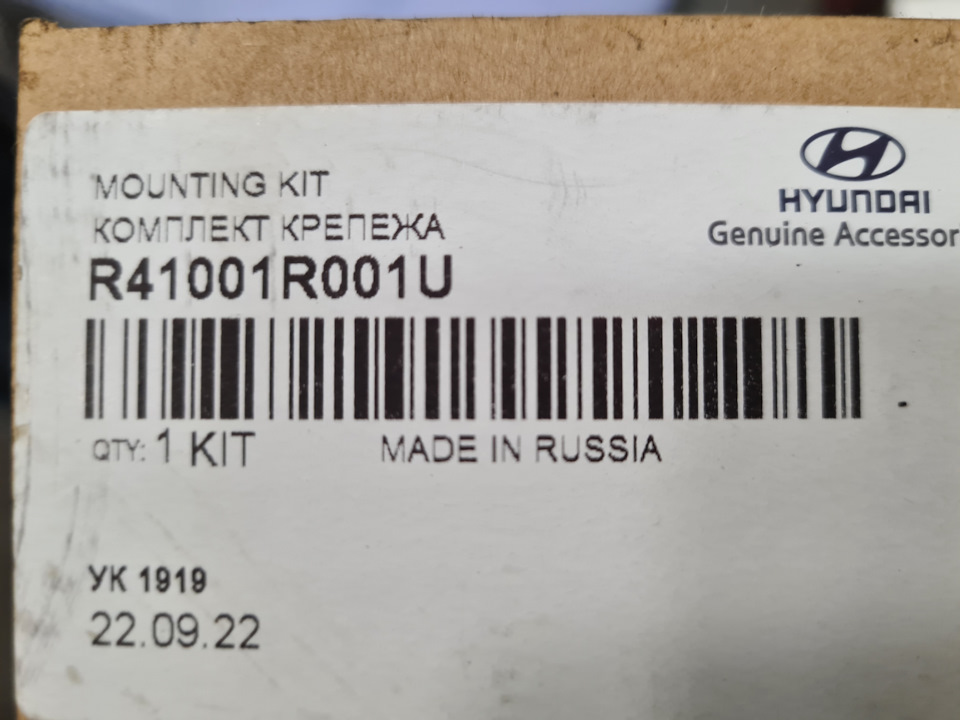 MOUNTING KIT
КОМПЛЕКТ КРЕПЕЖА
R41001R001U
HYUNDAI
Genuine Accessor
QTY: 1 KIT
MADE IN RUSSIA
УК 1919
22.09.22